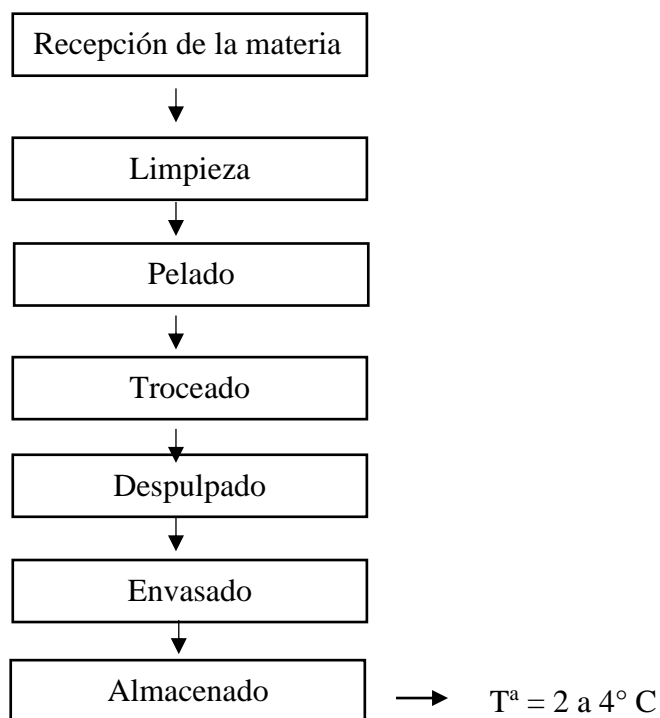 Recepción de la materia
Limpieza
Pelado
Troceado
Despulpado
Envasado
Almacenado
Tª = 2 a 4° C